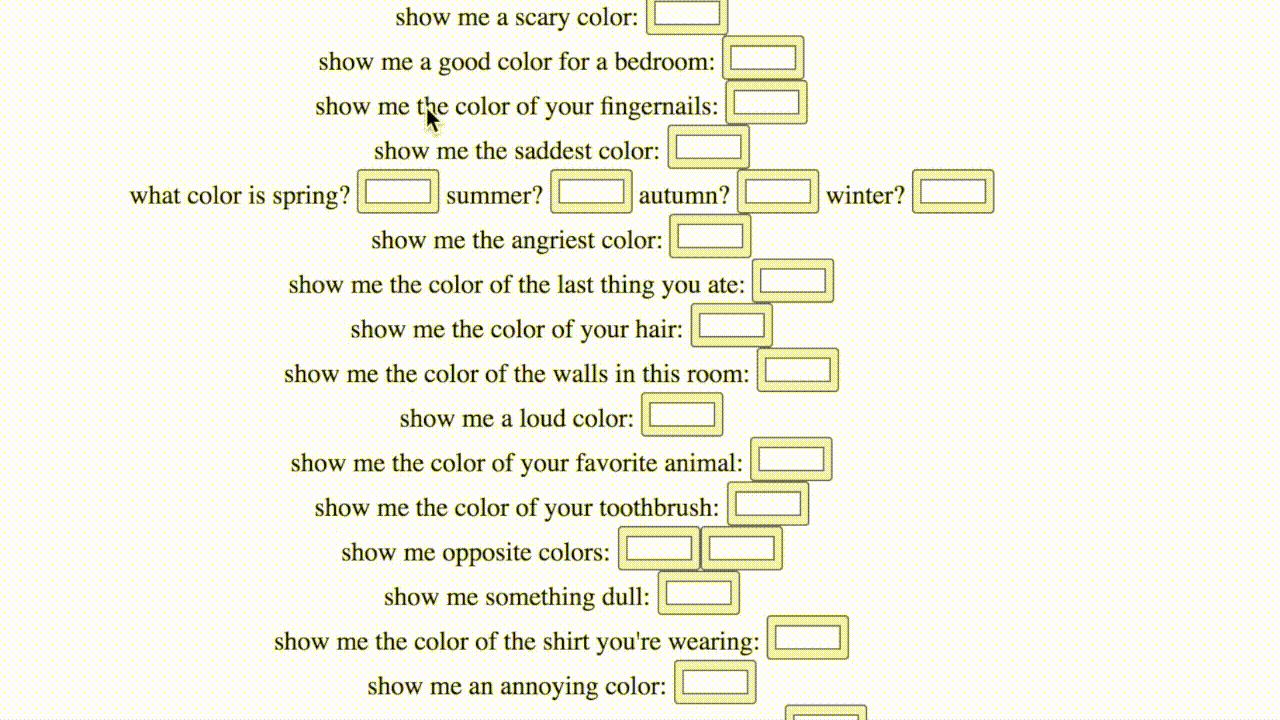 show me a scary color:
show me a good color for a bedroom:
show me the color of your fingernails:
show me the saddest color:
what color is spring? summer? autumn? winter?
show me the angriest color:
show me the color of the last thing you ate:
show me the color of your hair:
show me the color of the walls in this room:
show me a loud color:
show me the color of your favorite animal:
show me the color of your toothbrush:
show me opposite colors:
show me something dull:
show me the color of the shirt you're wearing:
show me an annoying color: